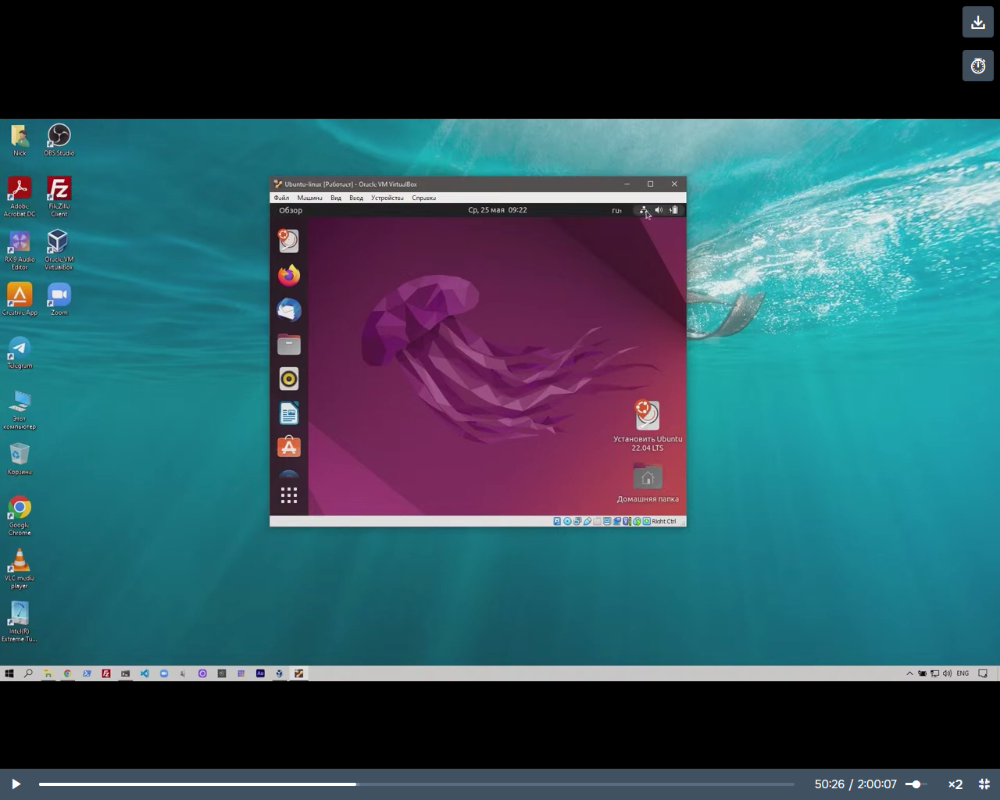 Nick
OBS Studio
Adobe
Acrobat DC
FileZilla
Client
RX 9 Audio
Editor
Oracle VM
VirtualBox
Creative App
Zoom
Telegram
Этот
компьютер
Корзина
Google
Chrome
VLC media
player
Intel(R)
Extreme Tu...
Ubuntu-linux [Работает] - Oracle VM VirtualBox
Файл Машина Вид Ввод Устройства Справка
Обзор
Ср, 25 мая 09:22
ru₁
Установить Ubuntu
22.04 LTS
Домашняя папка
Right Ctrl
Au
ENG
50:26 / 2:00:07
×2